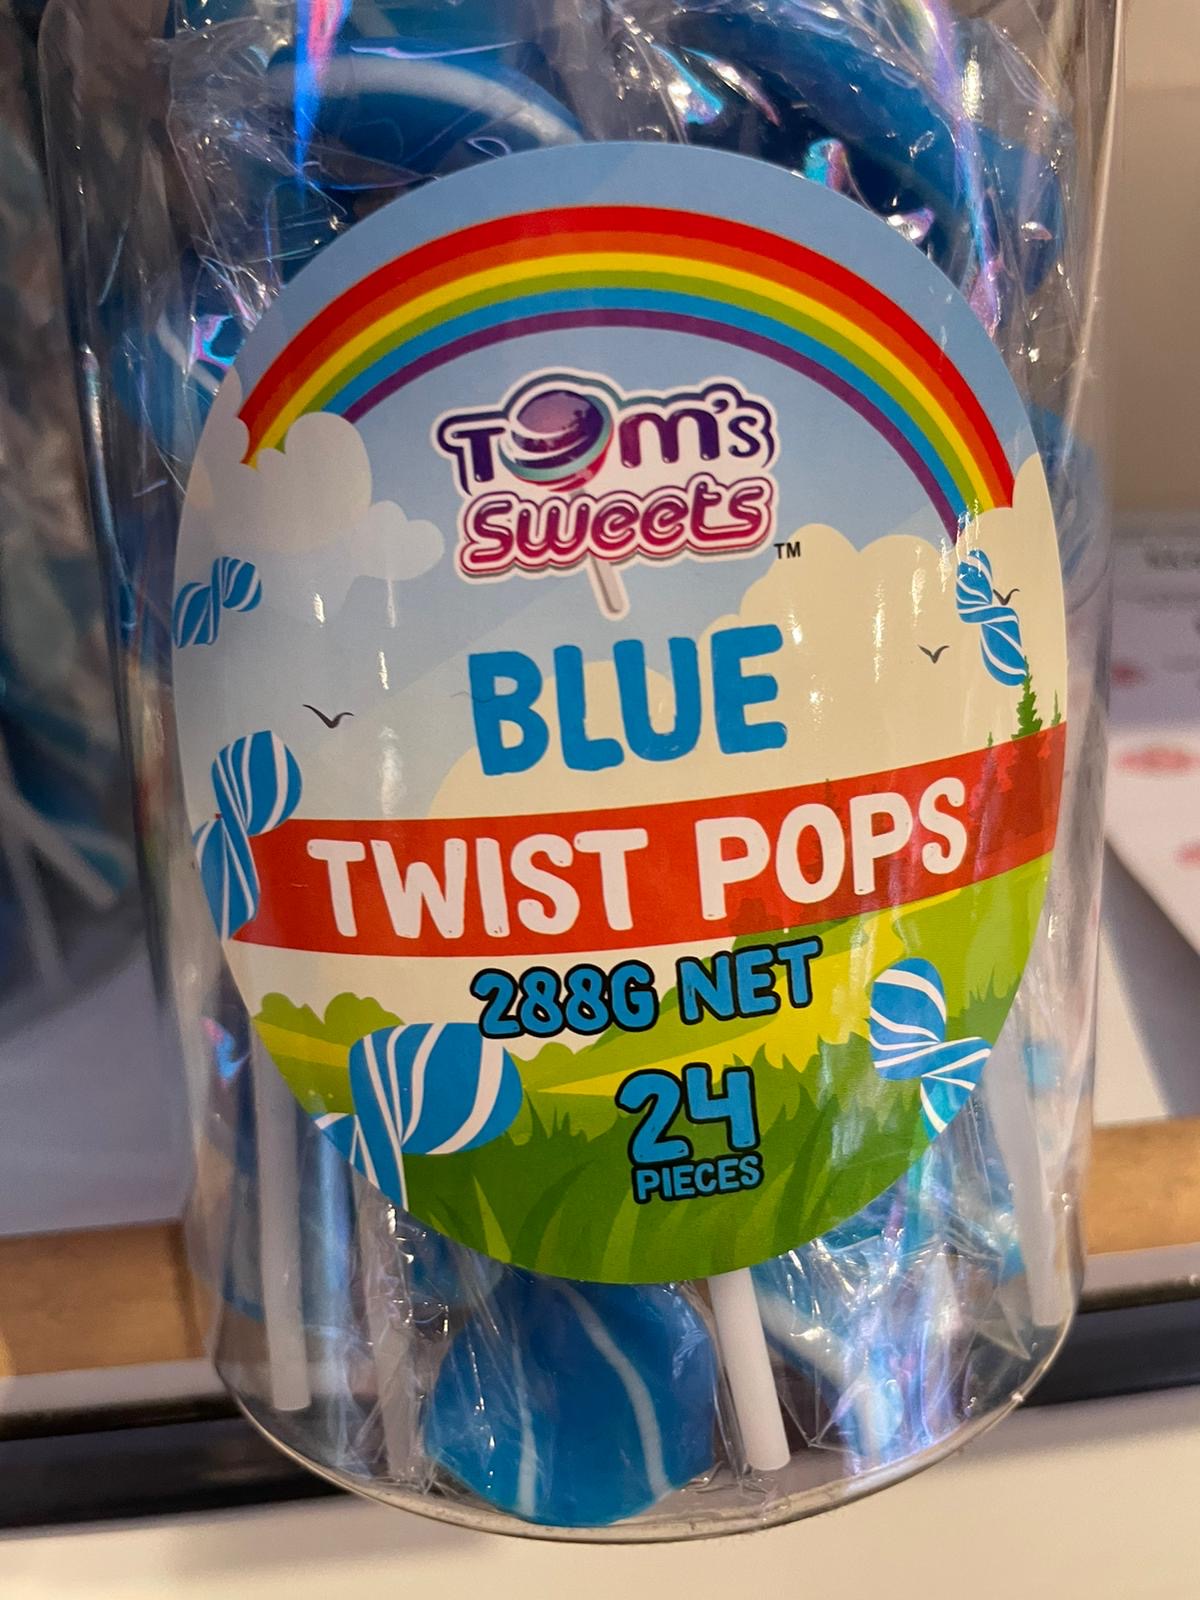 Tom's
Sweets
TM
BLUE
TWIST POPS
288G NET
24
PIECES